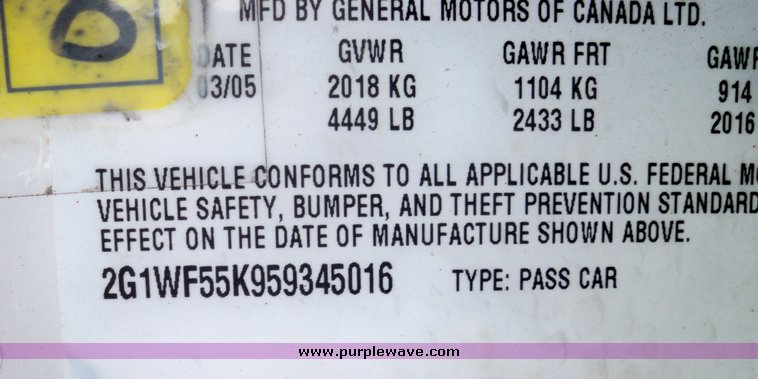 MFD BY GENERAL MOTORS OF CANADA LTD.
DATE GVWR GAWR FRT GAWR
03/05 2018 KG 1104 KG 914
4449 LB 2433 LB 2016
THIS VEHICLE CONFORMS TO ALL APPLICABLE U.S. FEDERAL
VEHICLE SAFETY, BUMPER, AND THEFT PREVENTION STANDARD
EFFECT ON THE DATE OF MANUFACTURE SHOWN ABOVE.
2G1WF55K959345016 TYPE: PASS CAR
www.purplewave.com